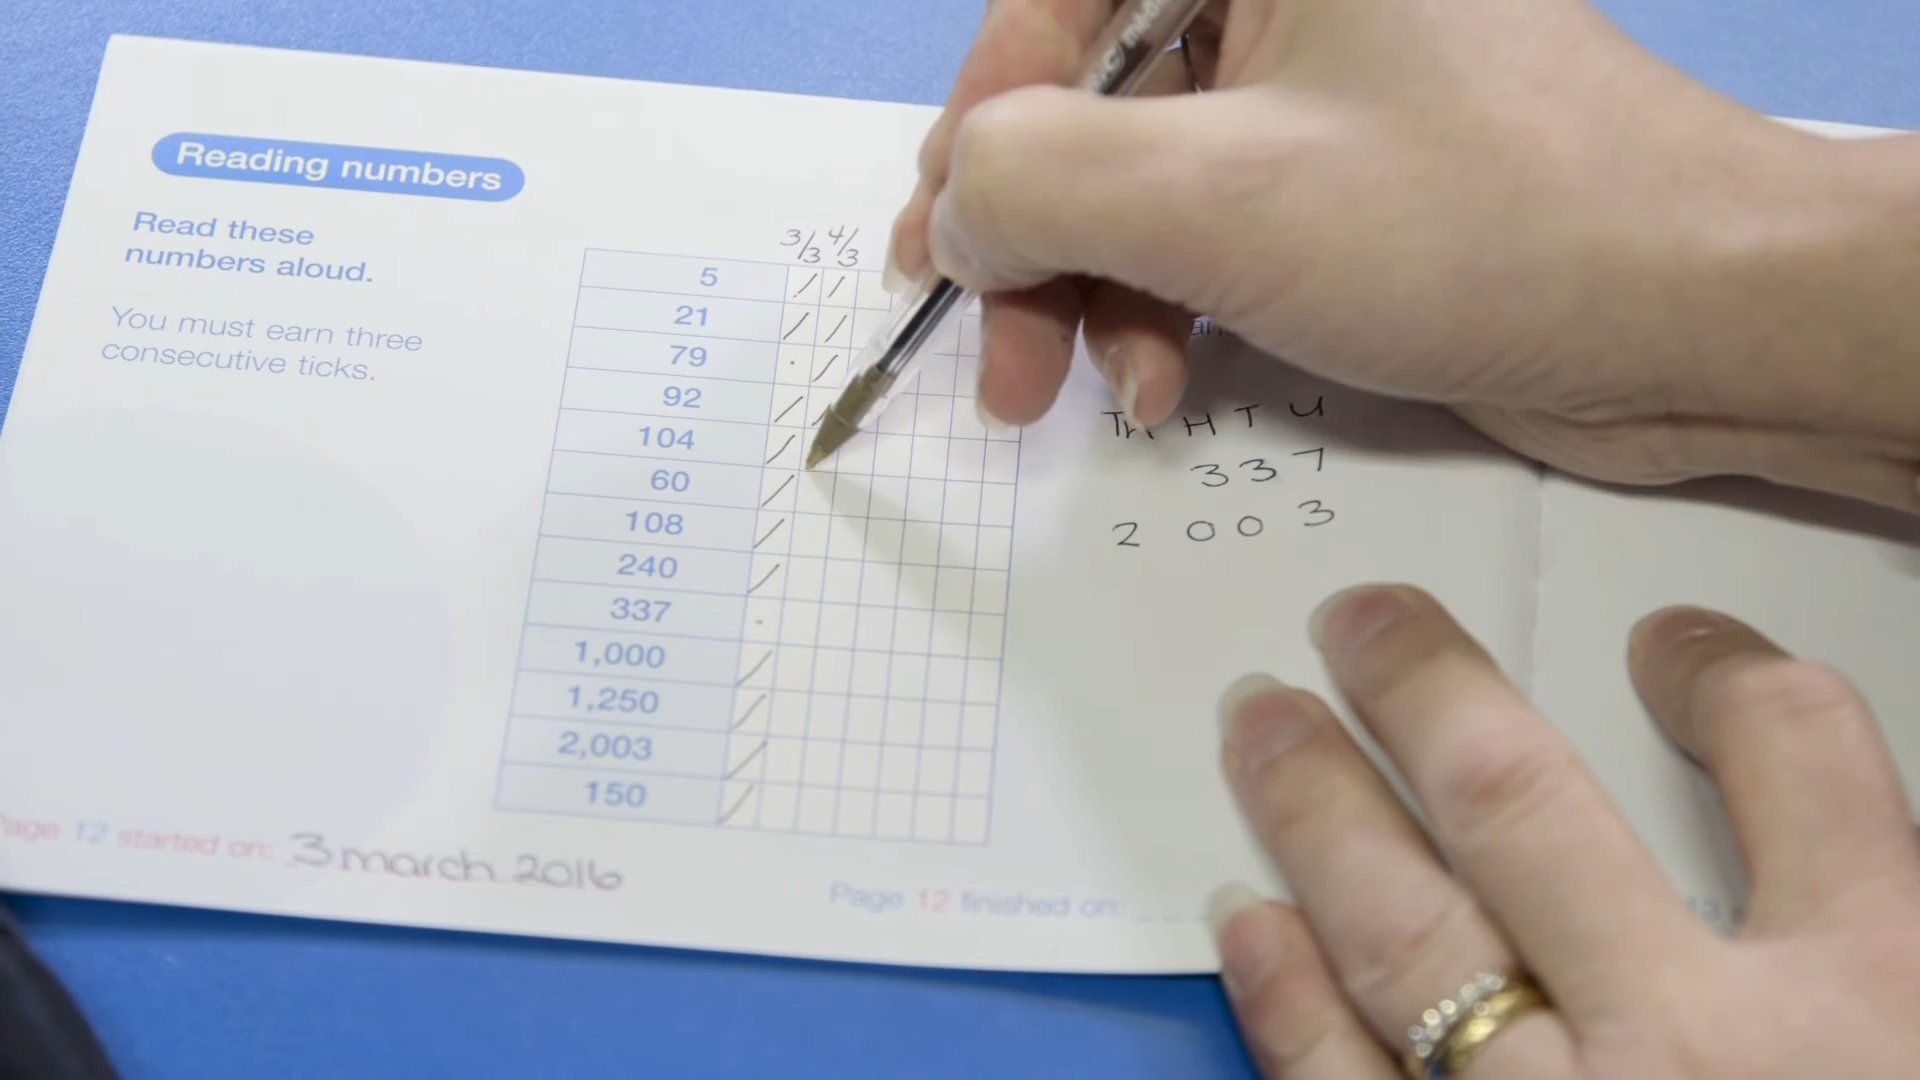 Reading numbers
Read these
numbers aloud.
You must earn three
consecutive ticks.
3/3 4/3
5
21
79
92
104
60
108
240
337
1,000
1,250
2,003
150
Page 12 started on: 3 march 2016
Page 12 finished on:
TH H T U
3 3 7
2 0 0 3
13